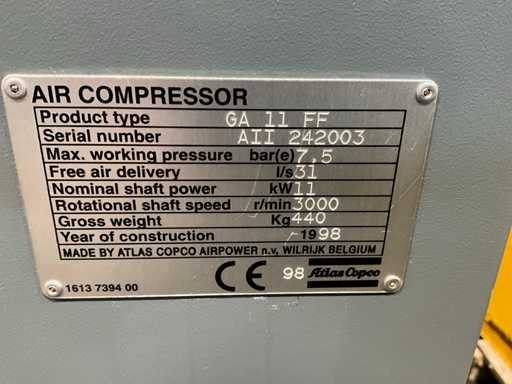 AIR COMPRESSOR
Product type GA 11 FF
Serial number AII 242003
Max. working pressure bar(e) 7,5
Free air delivery l/s 31
Nominal shaft power kW 11
Rotational shaft speed r/min 3000
Gross weight Kg 440
Year of construction 1998
MADE BY ATLAS COPCO AIRPOWER n.v. WILRIJK BELGIUM
CE 98 Atlas Copco
1613 7394 00